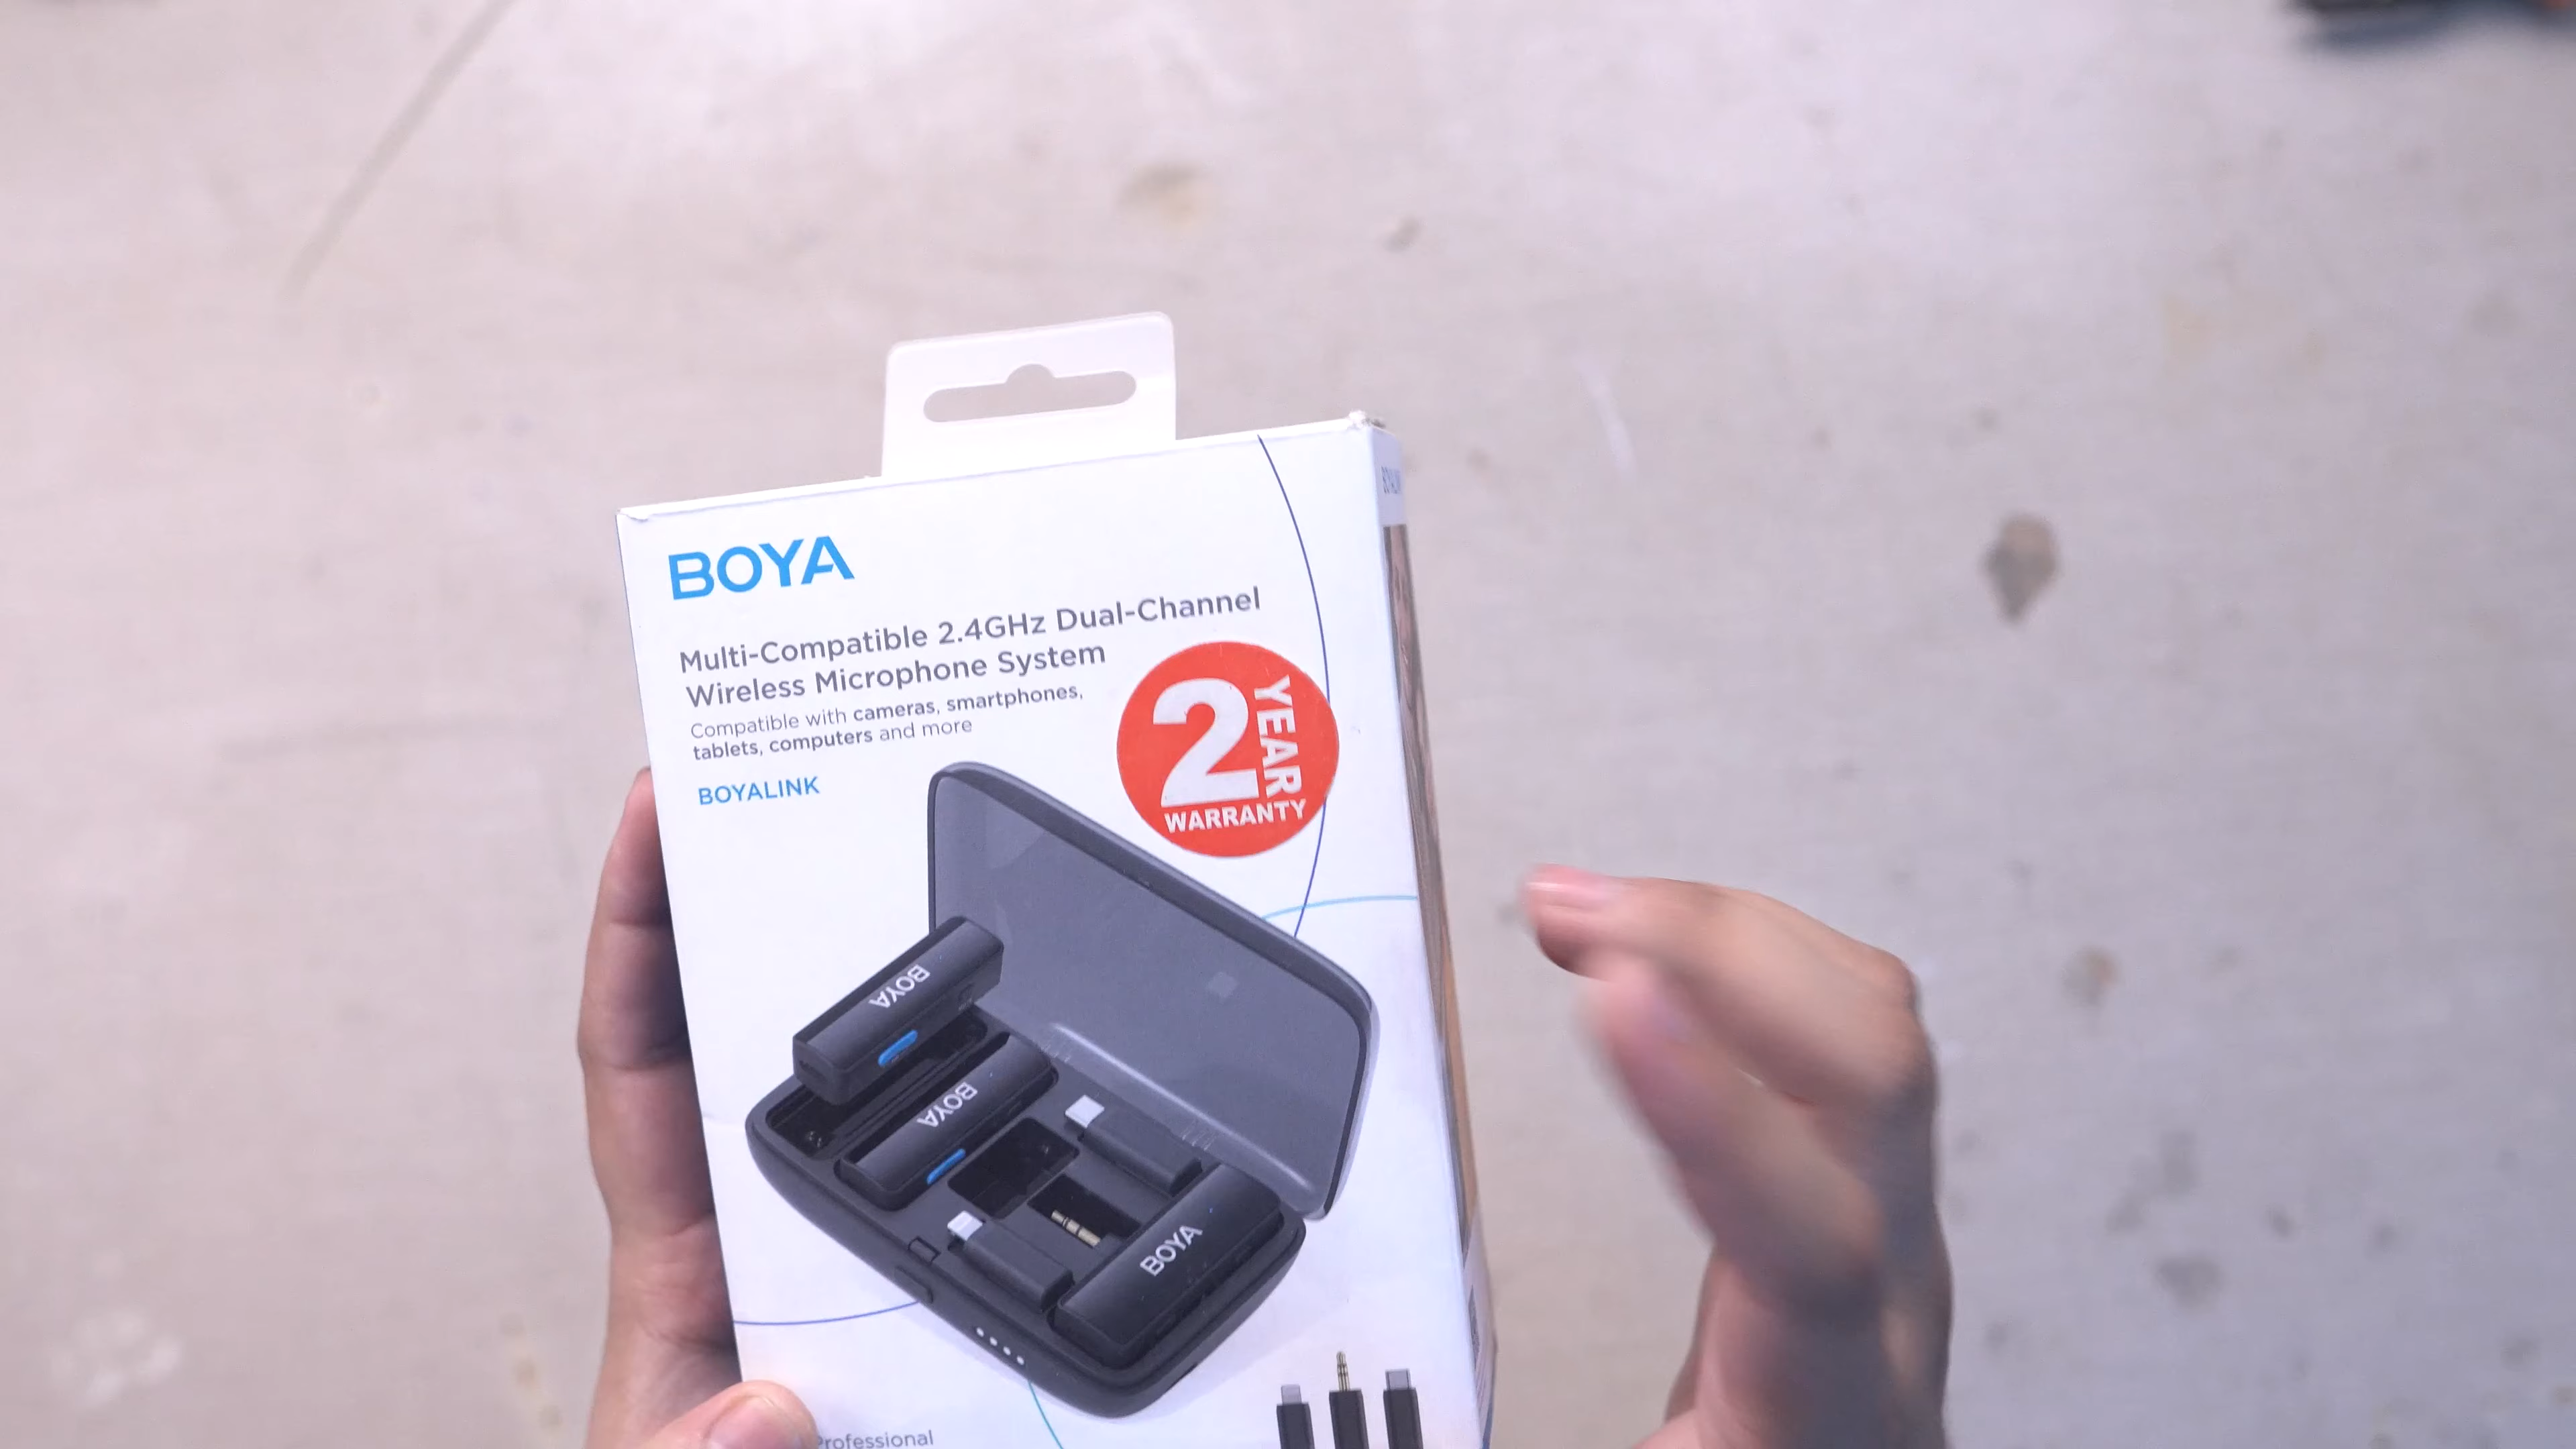 BOYA
Multi-Compatible 2.4GHz Dual-Channel
Wireless Microphone System
Compatible with cameras, smartphones,
tablets, computers and more
BOYALINK
2 YEAR
WARRANTY
BOYA
BOYA
BOYA
Professional